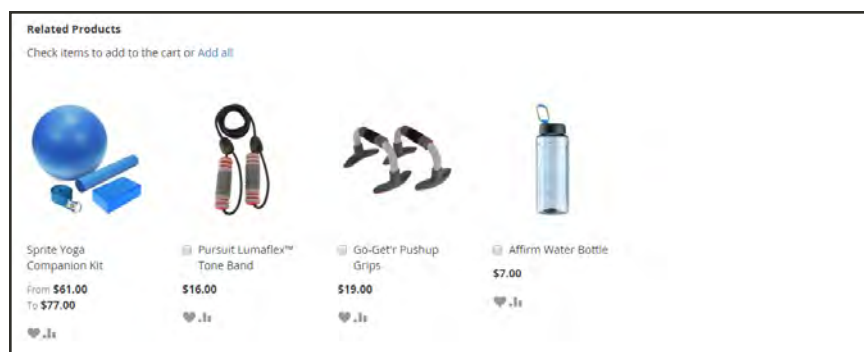 Related Products
Check items to add to the cart or Add all
Sprite Yoga
Companion Kit
From $61.00
To $77.00
Pursuit Lumaflex™
Tone Band
$16.00
Go-Get'r Pushup
Grips
$19.00
Affirm Water Bottle
$7.00